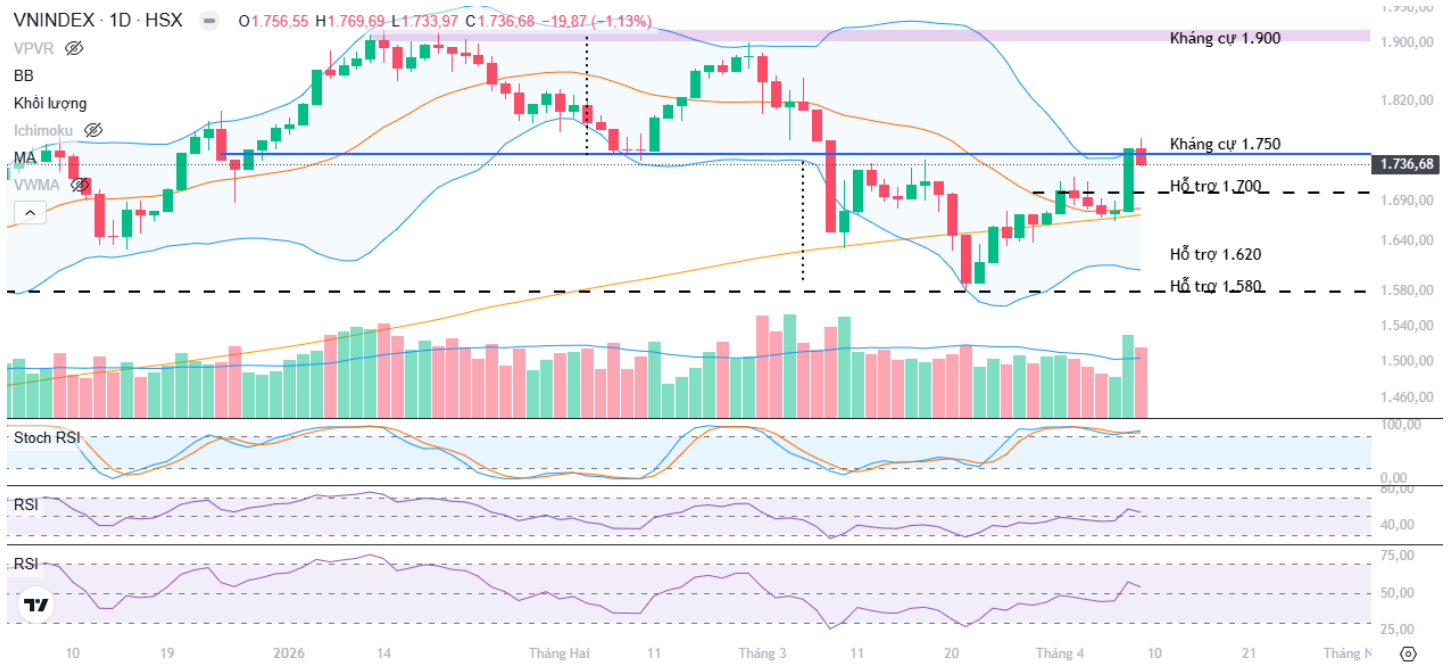 VNINDEX · 1D · HSX O1.756,55 H1.769,69 L1.733,97 C1.736,68 −19,87 (−1,13%)
VPVR
BB
Khối lượng
Ichimoku
MA
VWMA
Kháng cự 1.900
Kháng cự 1.750
Hỗ trợ 1.700
Hỗ trợ 1.620
Hỗ trợ 1.580
1.950,00
1.900,00
1.820,00
1.736,68
1.690,00
1.640,00
1.580,00
1.540,00
1.500,00
1.460,00
Stoch RSI
100,00
0,00
RSI
80,00
40,00
RSI
75,00
50,00
25,00
10 19 2026 14 Tháng Hai 11 Tháng 3 11 20 Tháng 4 10 21 Tháng N